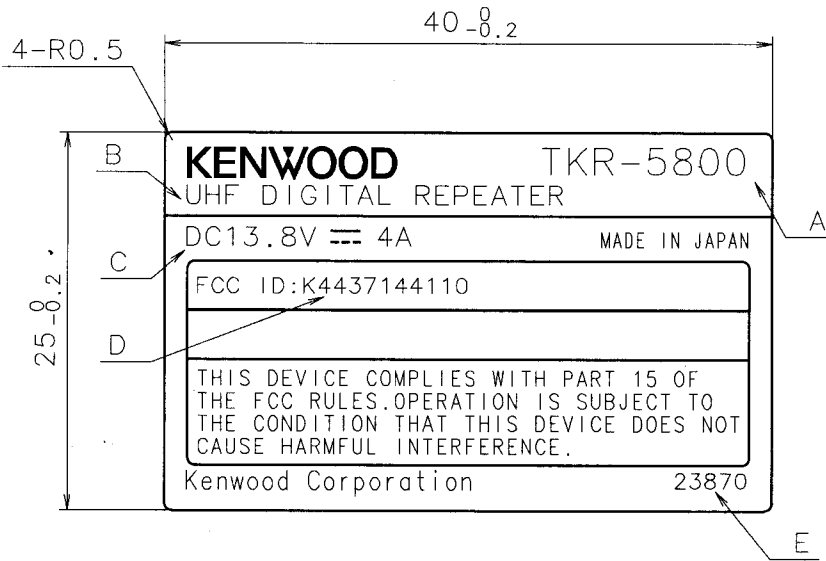 40 0 -0.2
4-R0.5
B
KENWOOD TKR-5800
UHF DIGITAL REPEATER
A
DC13.8V ⎓ 4A MADE IN JAPAN
C
FCC ID:K4437144110
25 0 -0.2
D
THIS DEVICE COMPLIES WITH PART 15 OF
THE FCC RULES.OPERATION IS SUBJECT TO
THE CONDITION THAT THIS DEVICE DOES NOT
CAUSE HARMFUL INTERFERENCE.
Kenwood Corporation 23870
E